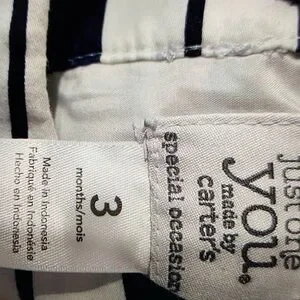 just one
you®
made by
carter's
special occasion
3
months/mois
Made in Indonesia
Fabriqué en Indonésie
Hecho en Indonesia